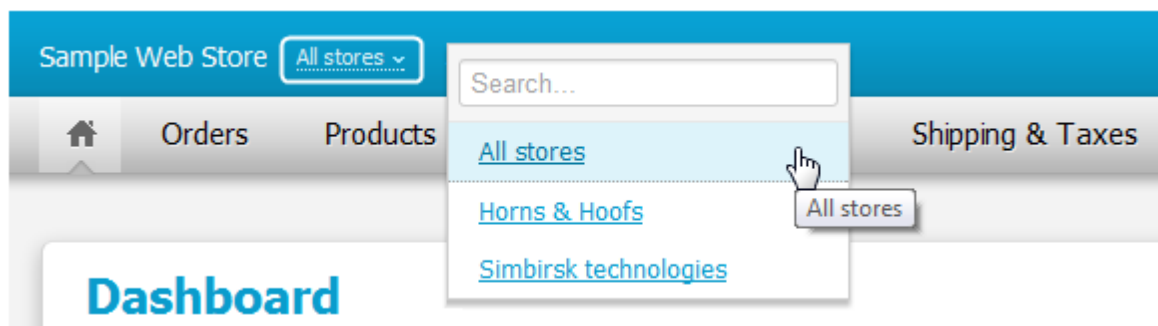 Sample Web Store All stores
Search...
Orders Products Shipping & Taxes
All stores
All stores
Horns & Hoofs
Simbirsk technologies
Dashboard